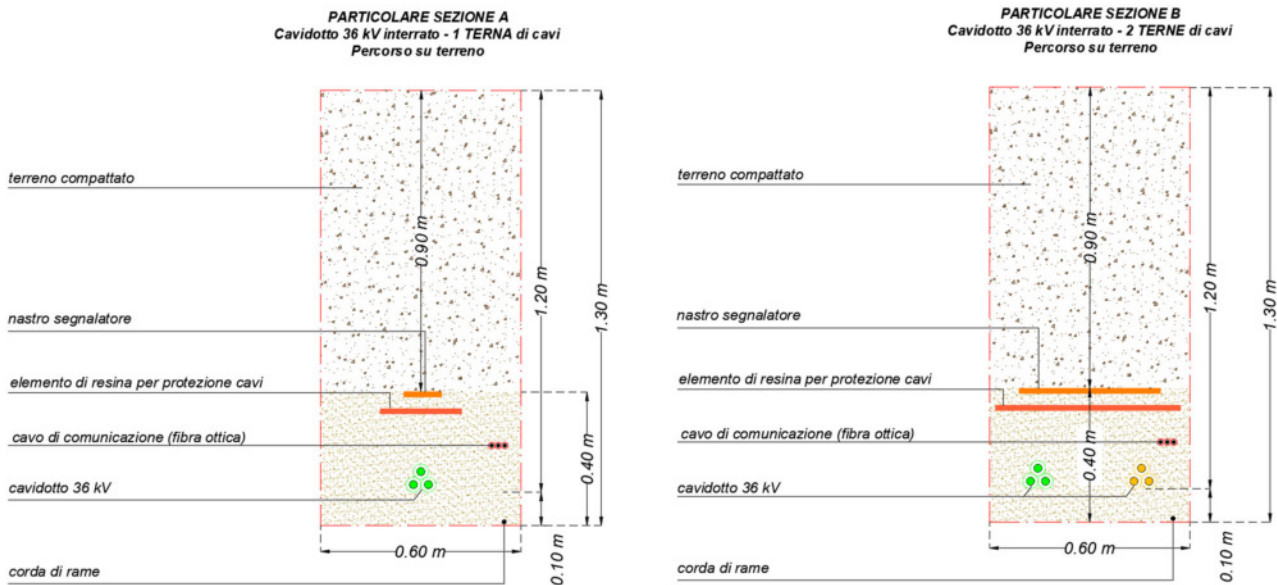 PARTICOLARE SEZIONE A
Cavidotto 36 kV interrato - 1 TERNA di cavi
Percorso su terreno
terreno compattato
nastro segnalatore
elemento di resina per protezione cavi
cavo di comunicazione (fibra ottica)
cavidotto 36 kV
corda di rame
0.90 m
1.20 m
1.30 m
0.40 m
0.10 m
0.60 m
PARTICOLARE SEZIONE B
Cavidotto 36 kV interrato - 2 TERNE di cavi
Percorso su terreno
terreno compattato
nastro segnalatore
elemento di resina per protezione cavi
cavo di comunicazione (fibra ottica)
cavidotto 36 kV
corda di rame
0.90 m
1.20 m
1.30 m
0.40 m
0.10 m
0.60 m